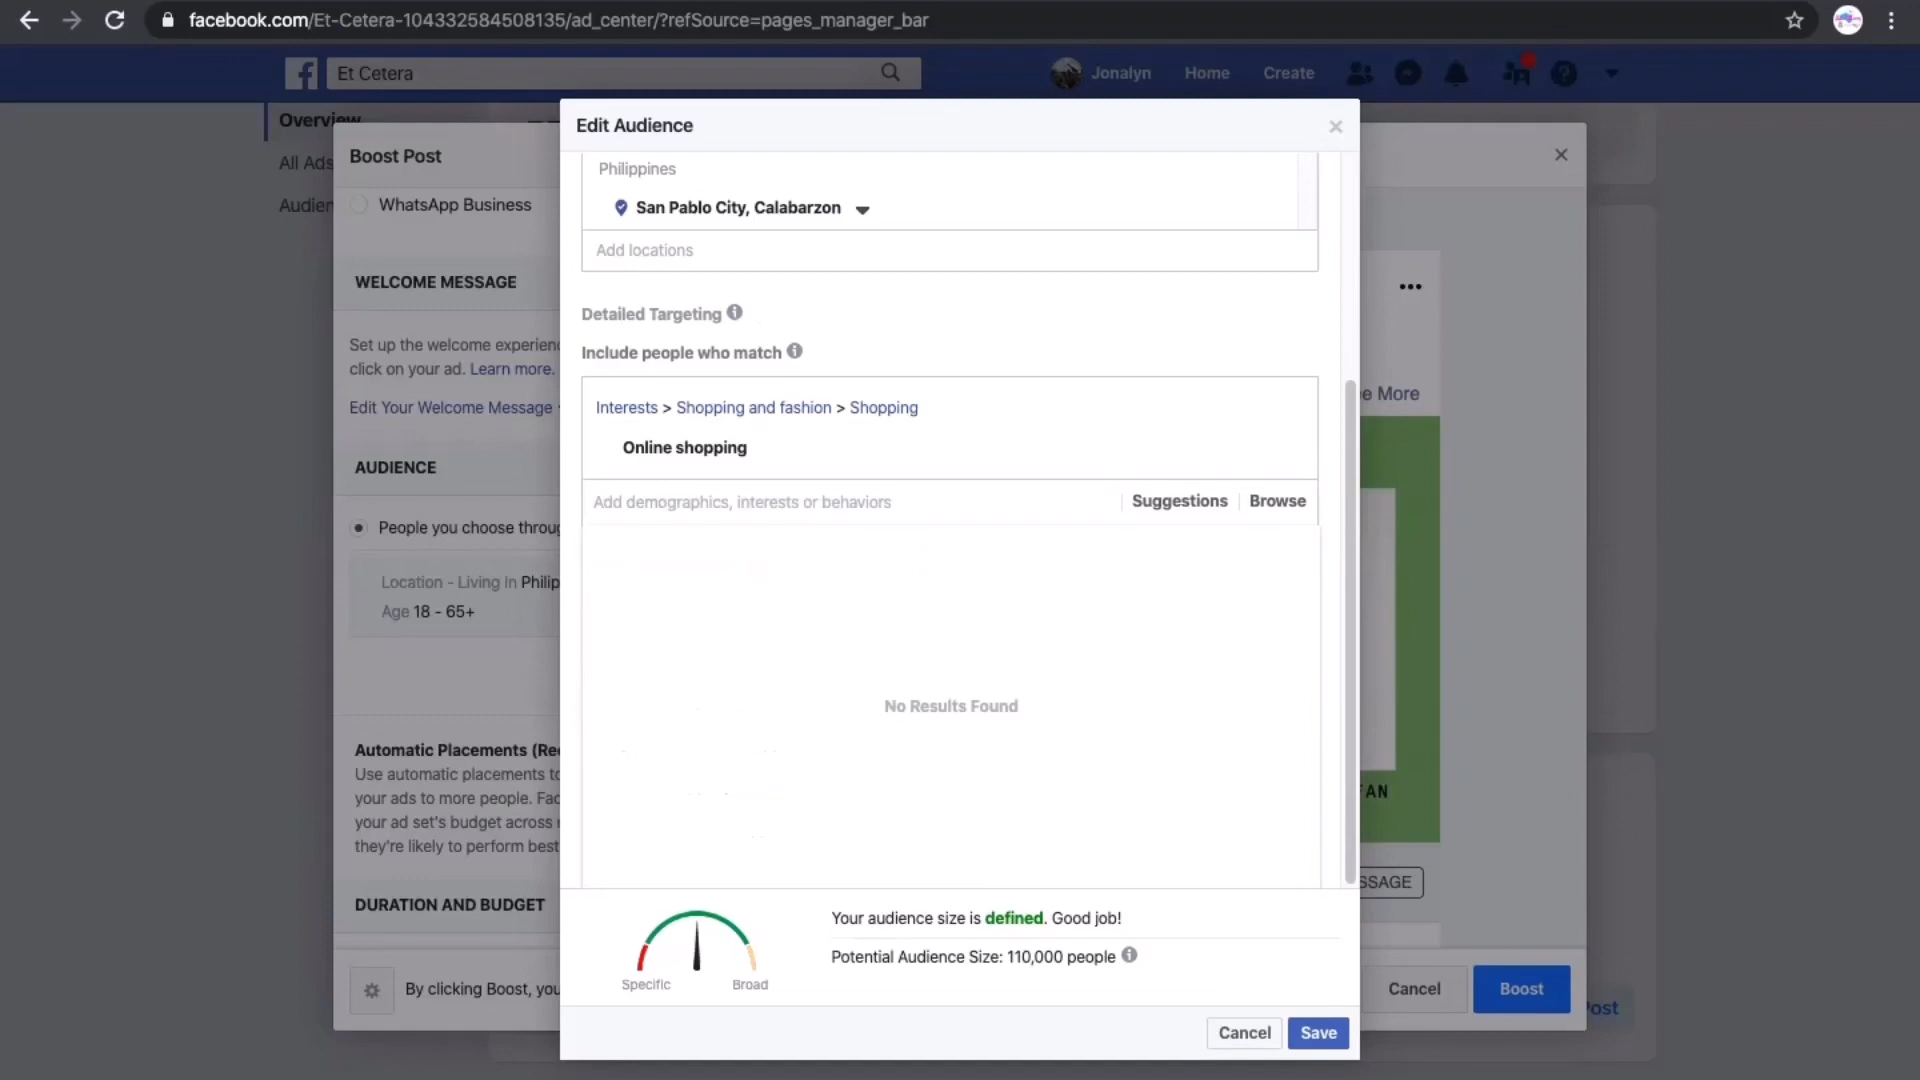 facebook.com/Et-Cetera-104332584508135/ad_center/?refSource=pages_manager_bar
Et Cetera
Jonalyn
Home
Create
Overview
All Ads
Boost Post
WhatsApp Business
WELCOME MESSAGE
Set up the welcome
click on your ad. Learn more.
Edit Your Welcome Message
AUDIENCE
People you choose
Location - Living In
Age 18 - 65+
Automatic Placements
Use automatic placements
your ads to more people.
your ad set's budget across
they're likely to perform best
DURATION AND BUDGET
By clicking Boost, you
Edit Audience
Philippines
San Pablo City, Calabarzon
Add locations
Detailed Targeting
Include people who match
Interests > Shopping and fashion > Shopping
Online shopping
Add demographics, interests or behaviors
Suggestions
Browse
No Results Found
Specific
Broad
Your audience size is defined. Good job!
Potential Audience Size: 110,000 people
Cancel
Save
More
Cancel
Boost